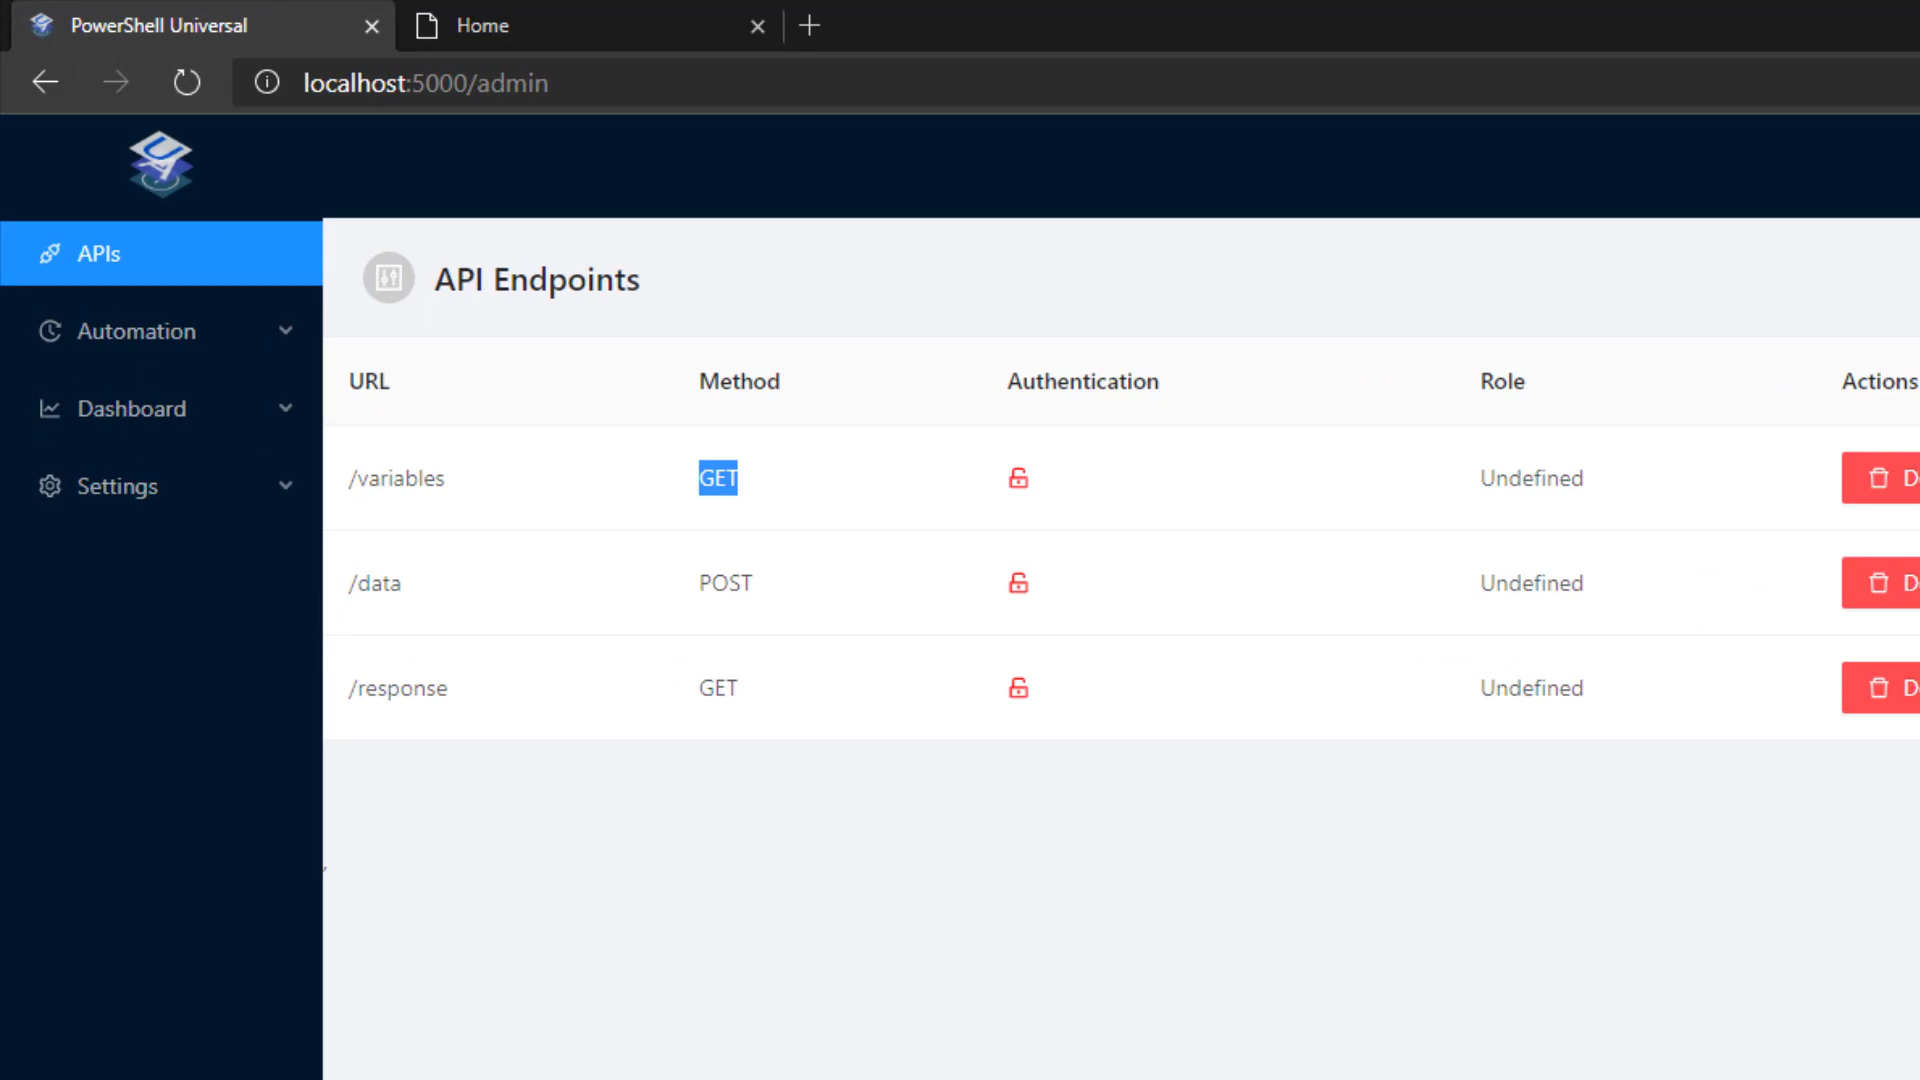 PowerShell Universal
Home
localhost:5000/admin
APIs
Automation
Dashboard
Settings
API Endpoints
URL Method Authentication Role Actions
/variables GET Undefined
/data POST Undefined
/response GET Undefined